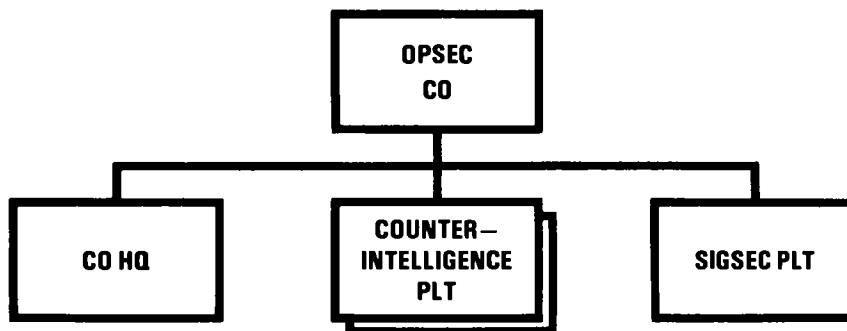 OPSEC
CO
CO HQ
COUNTER–
INTELLIGENCE
PLT
SIGSEC PLT